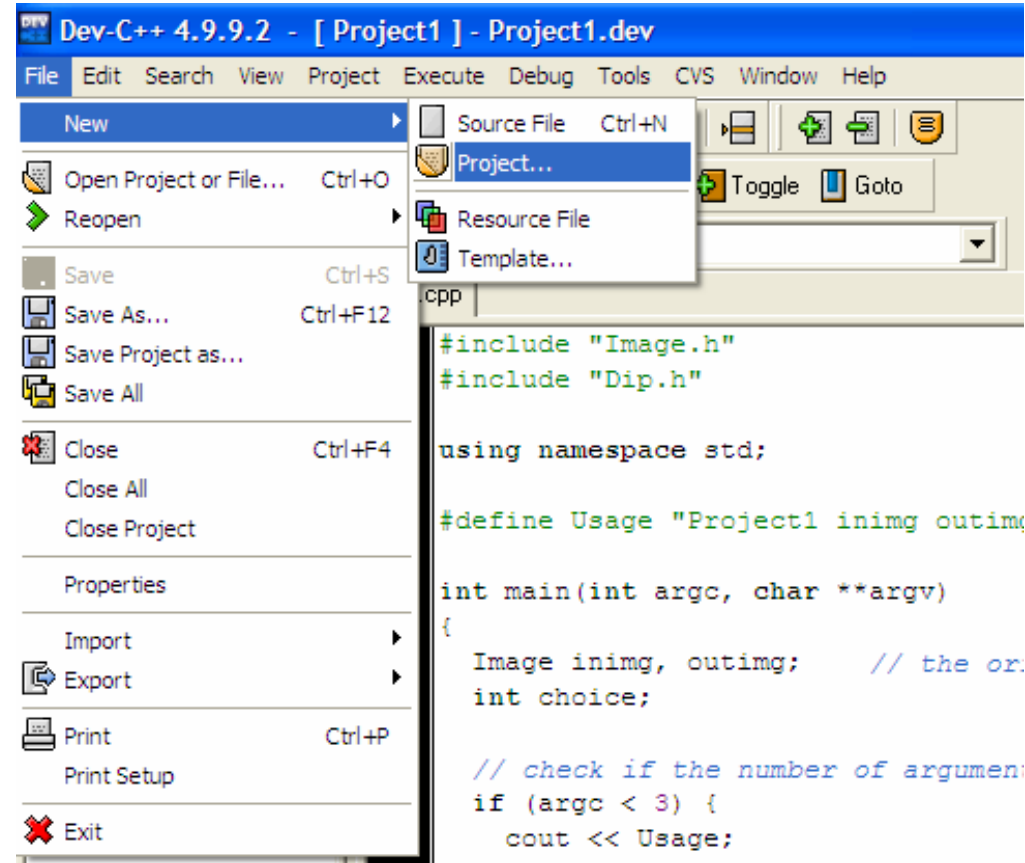 Dev-C++ 4.9.9.2 - [ Project1 ] - Project1.dev
File Edit Search View Project Execute Debug Tools CVS Window Help
New
Source File Ctrl+N
Project...
Resource File
Template...
Toggle Goto
Open Project or File... Ctrl+O
Reopen
Save Ctrl+S
Save As... Ctrl+F12
Save Project as...
Save All
Close Ctrl+F4
Close All
Close Project
Properties
Import
Export
Print Ctrl+P
Print Setup
Exit
.cpp
#include "Image.h"
#include "Dip.h"
using namespace std;
#define Usage "Project1 inimg outimg
int main(int argc, char **argv)
{
Image inimg, outimg; // the ori
int choice;
// check if the number of argument
if (argc < 3) {
cout << Usage;